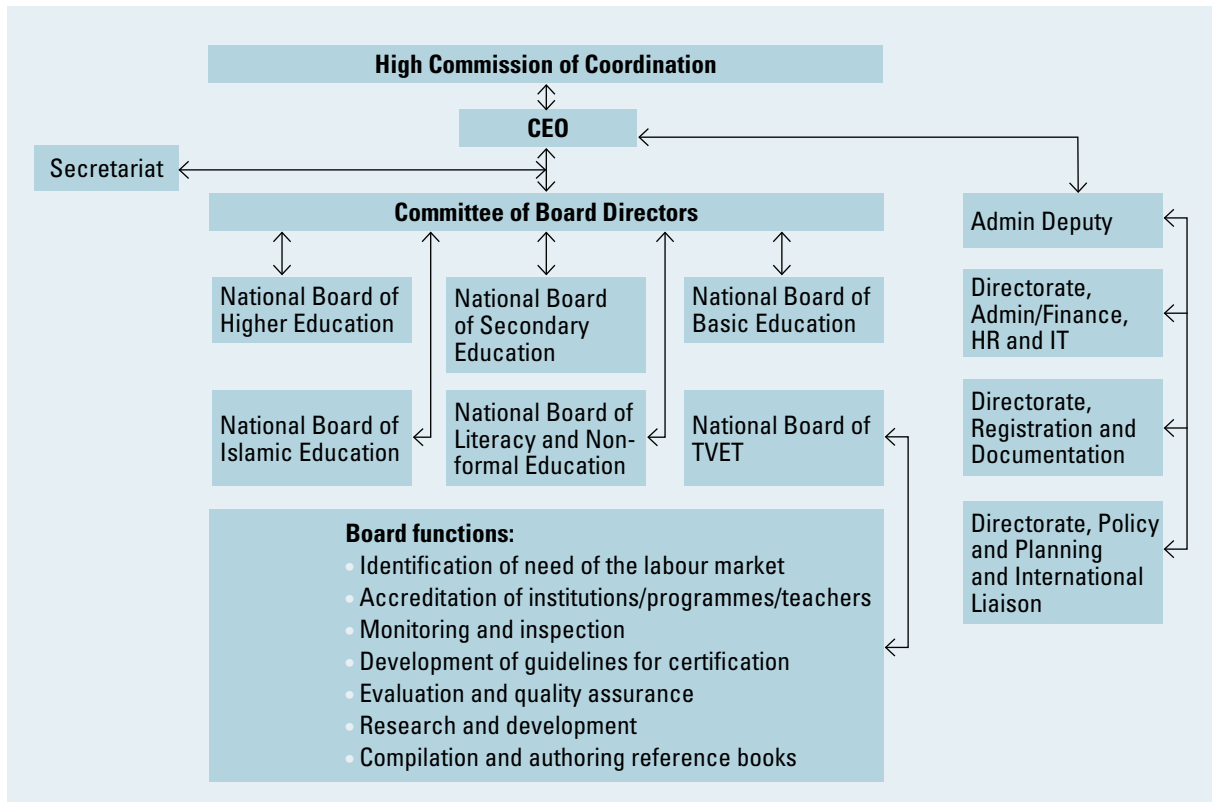 High Commission of Coordination
CEO
Secretariat
Committee of Board Directors
National Board of
Higher Education
National Board
of Secondary
Education
National Board of
Basic Education
National Board of
Islamic Education
National Board of
Literacy and Non-
formal Education
National Board of
TVET
Board functions:
• Identification of need of the labour market
• Accreditation of institutions/programmes/teachers
• Monitoring and inspection
• Development of guidelines for certification
• Evaluation and quality assurance
• Research and development
• Compilation and authoring reference books
Admin Deputy
Directorate,
Admin/Finance,
HR and IT
Directorate,
Registration and
Documentation
Directorate, Policy
and Planning
and International
Liaison